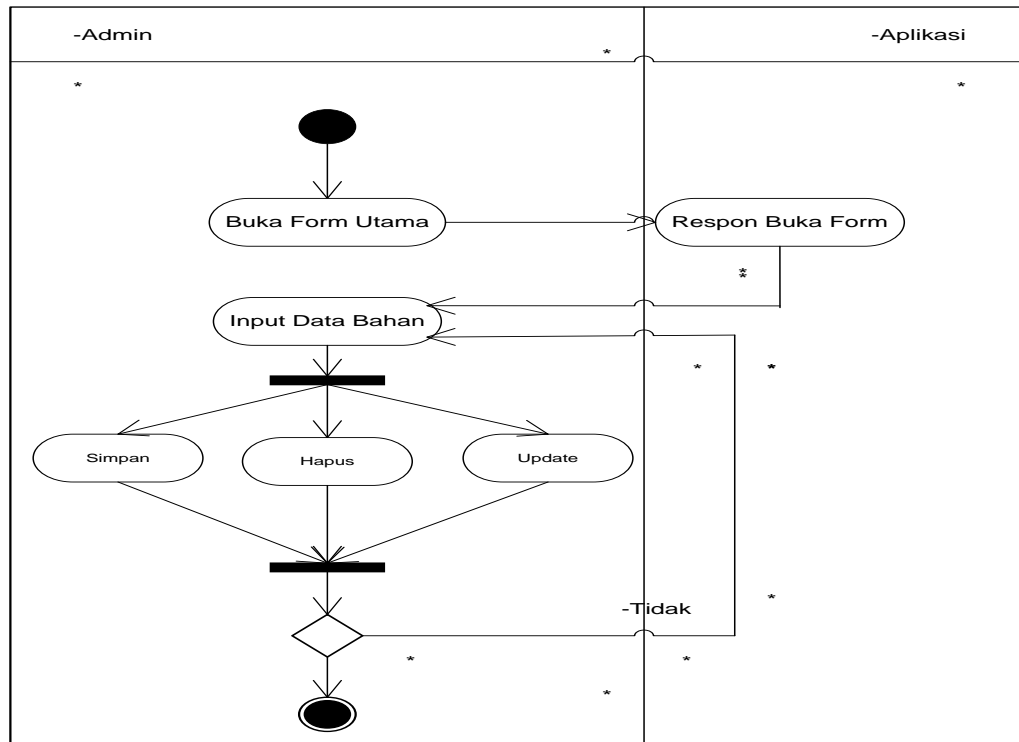 -Admin
-Aplikasi
*
*
*
Buka Form Utama
Respon Buka Form
*
*
Input Data Bahan
*
*
Simpan
Hapus
Update
*
-Tidak
*
*
*